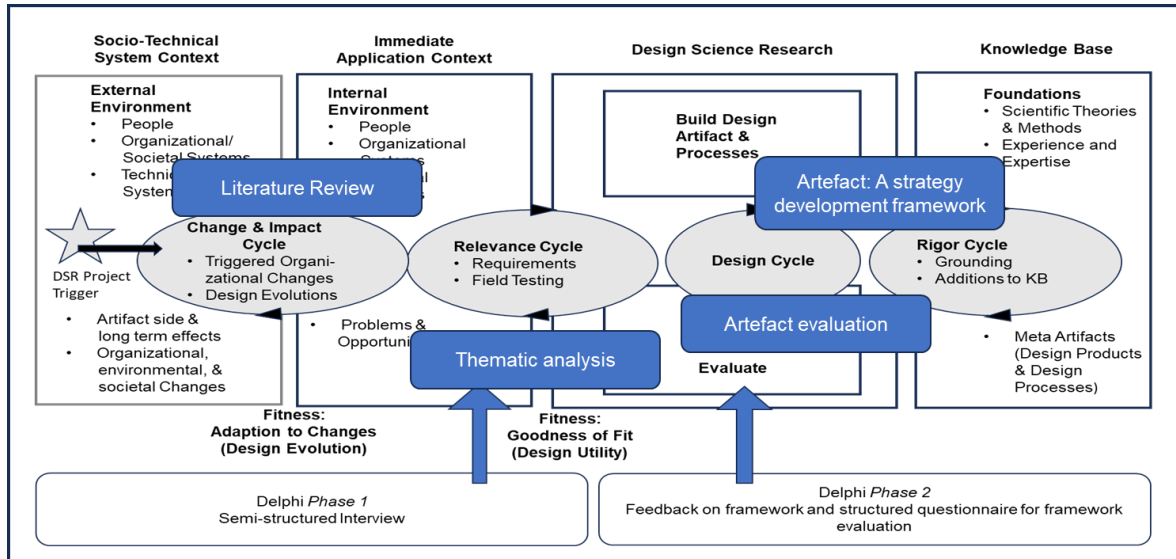 Socio-Technical
System Context
Immediate
Application Context
Design Science Research
Knowledge Base
External
Environment
• People
• Organizational/
Societal Systems
• Technic
System
Internal
Environment
• People
• Organizational
Build Design
Artifact &
Processes
Foundations
• Scientific Theories
& Methods
• Experience and
Expertise
Literature Review
Artefact: A strategy
development framework
DSR Project
Trigger
Change & Impact
Cycle
• Triggered Organi-
zational Changes
• Design Evolutions
Relevance Cycle
• Requirements
• Field Testing
Design Cycle
Rigor Cycle
• Grounding
• Additions to KB
• Artifact side &
long term effects
• Organizational,
environmental, &
societal Changes
• Problems &
Opportuni
Thematic analysis
Artefact evaluation
Evaluate
• Meta Artifacts
(Design Products
& Design
Processes)
Fitness:
Adaption to Changes
(Design Evolution)
Fitness:
Goodness of Fit
(Design Utility)
Delphi Phase 1
Semi-structured Interview
Delphi Phase 2
Feedback on framework and structured questionnaire for framework
evaluation